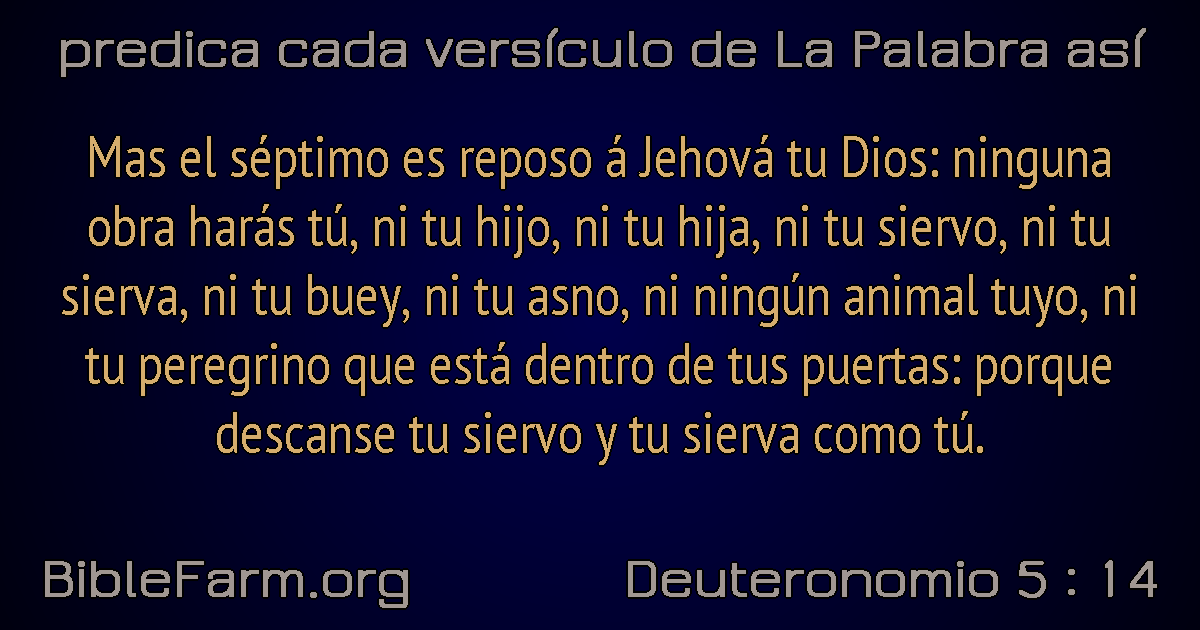 predica cada versículo de La Palabra así
Mas el séptimo es reposo á Jehová tu Dios: ninguna
obra harás tú, ni tu hijo, ni tu hija, ni tu siervo, ni tu
sierva, ni tu buey, ni tu asno, ni ningún animal tuyo, ni
tu peregrino que está dentro de tus puertas: porque
descanse tu siervo y tu sierva como tú.
BibleFarm.org
Deuteronomio 5 : 14